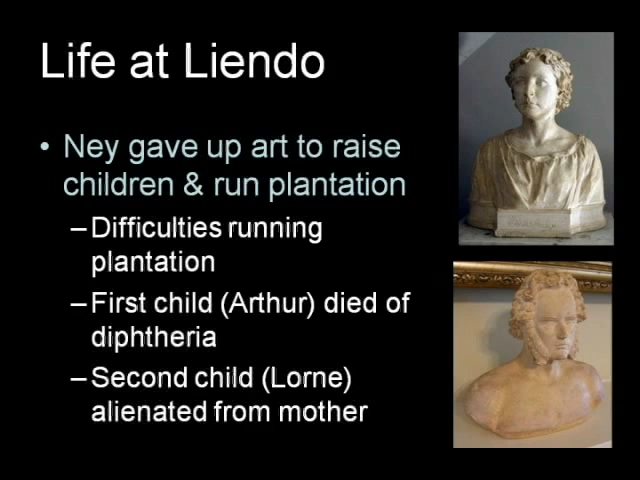 Life at Liendo
• Ney gave up art to raise
children & run plantation
–Difficulties running
plantation
–First child (Arthur) died of
diphtheria
–Second child (Lorne)
alienated from mother